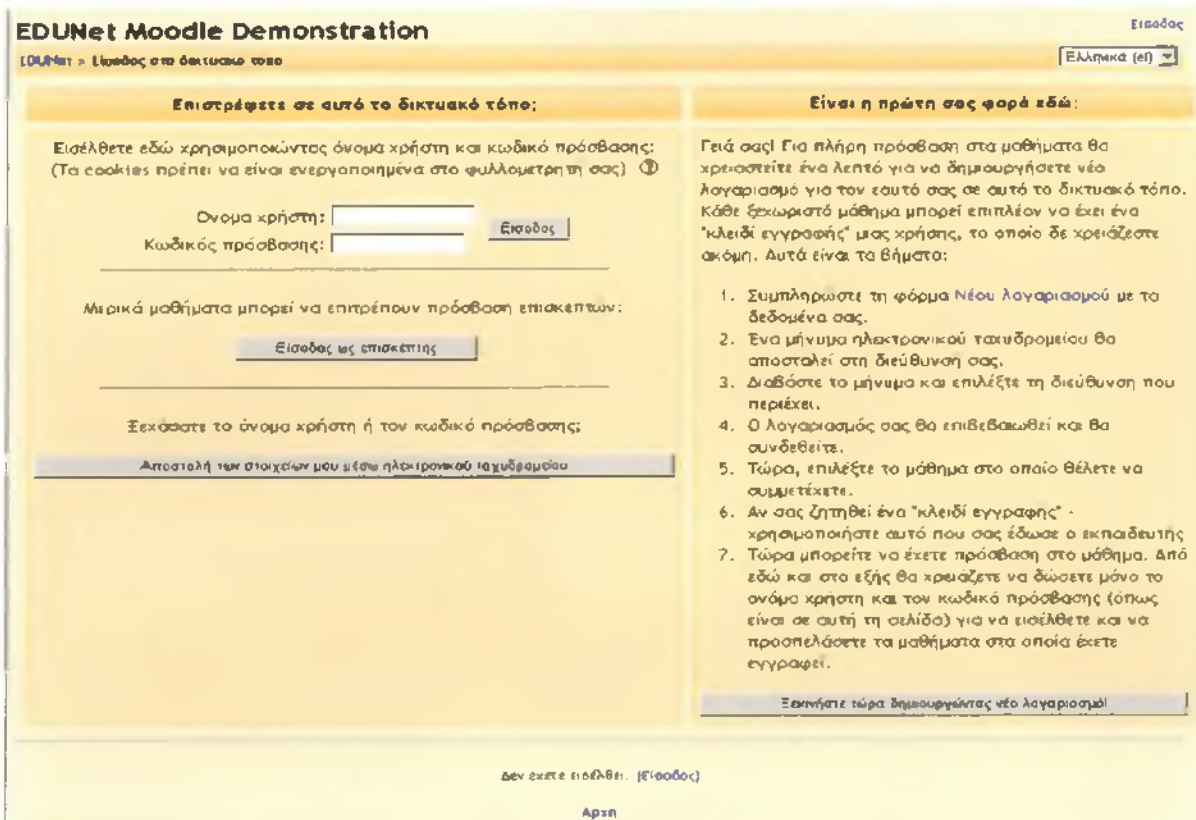 EDUNet Moodle Demonstration
Είσοδος
EDUNet » Είσοδος στο δικτυακό τόπο
Ελληνικά (el)
Επιστρέφετε σε αυτό το δικτυακό τόπο;
Εισέλθετε εδώ χρησιμοποιώντας όνομα χρήστη και κωδικό πρόσβασης:
(Τα cookies πρέπει να είναι ενεργοποιημένα στο φυλλομετρητή σας)
Όνομα χρήστη:
Κωδικός πρόσβασης:
Είσοδος
Μερικά μαθήματα μπορεί να επιτρέπουν πρόσβαση επισκεπτών:
Είσοδος ως επισκέπτης
Ξεχάσατε το όνομα χρήστη ή τον κωδικό πρόσβασης;
Αποστολή των στοιχείων μου μέσω ηλεκτρονικού ταχυδρομείου
Είναι η πρώτη σας φορά εδώ;
Γειά σας! Για πλήρη πρόσβαση στα μαθήματα θα
χρειαστείτε ένα λεπτό για να δημιουργήσετε νέο
λογαριασμό για τον εαυτό σας σε αυτό το δικτυακό τόπο.
Κάθε ξεχωριστό μάθημα μπορεί επιπλέον να έχει ένα
"κλειδί εγγραφής" μιας χρήσης, το οποίο δε χρειάζεστε
ακόμη. Αυτά είναι τα βήματα:
1. Συμπληρωστε τη φόρμα Νέου λογαριασμού με τα
δεδομένα σας.
2. Ένα μήνυμα ηλεκτρονικού ταχυδρομείου θα
αποσταλεί στη διεύθυνση σας.
3. Διαβάστε το μήνυμα και επιλέξτε τη διεύθυνση που
περιέχει.
4. Ο λογαριασμός σας θα επιβεβαιωθεί και θα
συνδεθείτε.
5. Τώρα, επιλέξτε το μάθημα στο οποίο θέλετε να
συμμετέχετε.
6. Αν σας ζητηθεί ένα "κλειδί εγγραφής" -
χρησιμοποιήστε αυτό που σας έδωσε ο εκπαιδευτής
7. Τώρα μπορείτε να έχετε πρόσβαση στο μάθημα. Από
εδώ και στο εξής θα χρειάζετε να δώσετε μόνο το
ονόμα χρήστη και τον κωδικό πρόσβασης (όπως
είναι σε αυτή τη σελίδα) για να εισέλθετε και να
προσπελάσετε τα μαθήματα στα οποία έχετε
εγγραφεί.
Ξεκινήστε τώρα δημιουργώντας νέο λογαριασμό!
Δεν έχετε εισέλθει. (Είσοδος)
Αρχή